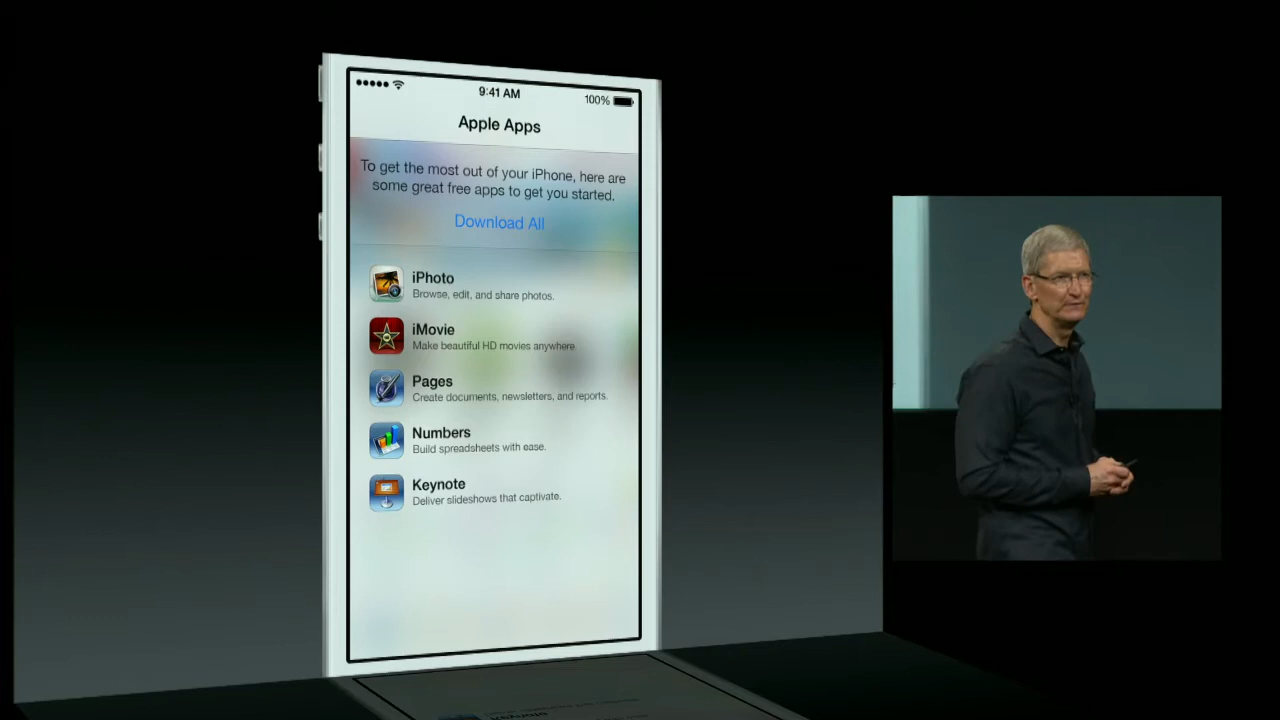 9:41 AM
100%
Apple Apps
To get the most out of your iPhone, here are
some great free apps to get you started.
Download All
iPhoto
Browse, edit, and share photos.
iMovie
Make beautiful HD movies anywhere.
Pages
Create documents, newsletters, and reports.
Numbers
Build spreadsheets with ease.
Keynote
Deliver slideshows that captivate.